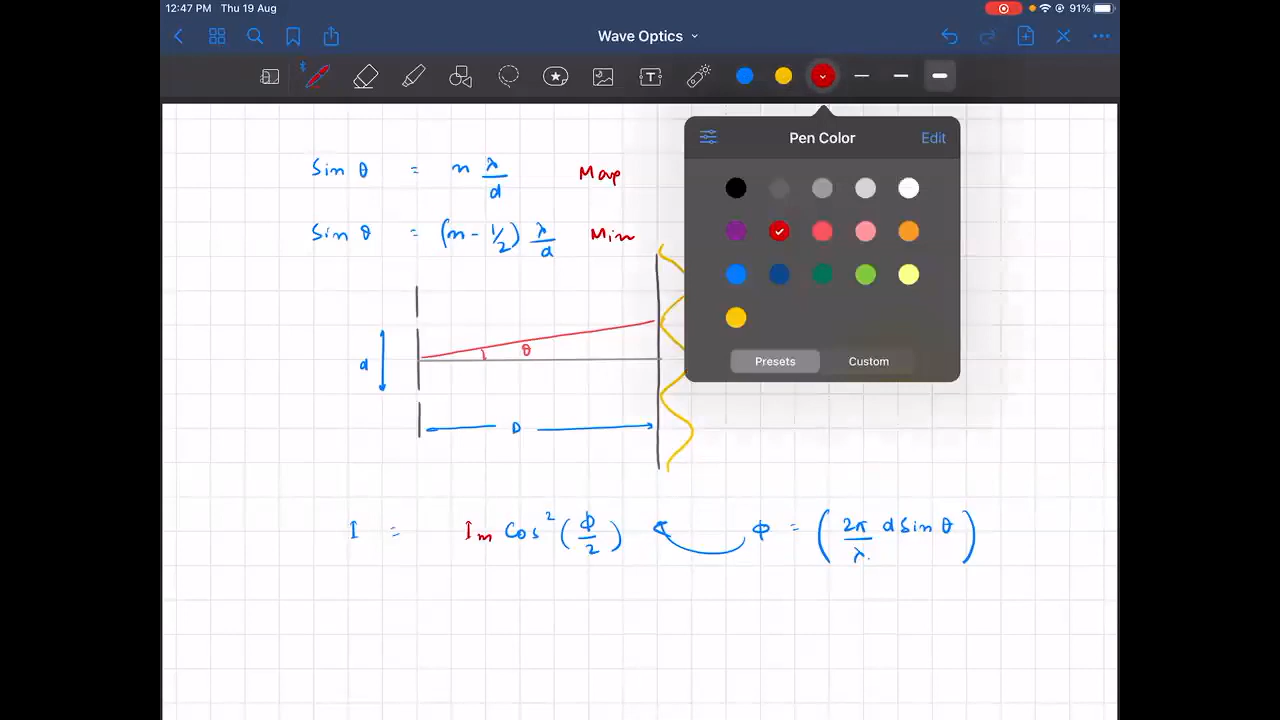 12:47 PM Thu 19 Aug
91%
Wave Optics
Pen Color
Edit
Presets
Custom
Sin θ = n λ/d Max
Sin θ = (n - 1/2) λ/d Min
d
θ
D
I = Im Cos² (ϕ/2) ϕ = (2π/λ d Sin θ)